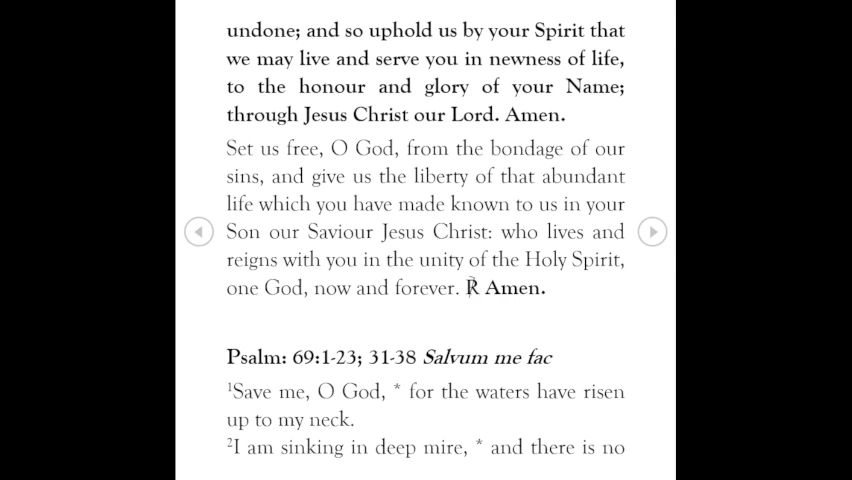 undone; and so uphold us by your Spirit that
we may live and serve you in newness of life,
to the honour and glory of your Name;
through Jesus Christ our Lord. Amen.
Set us free, O God, from the bondage of our
sins, and give us the liberty of that abundant
life which you have made known to us in your
Son our Saviour Jesus Christ: who lives and
reigns with you in the unity of the Holy Spirit,
one God, now and forever. ℟ Amen.
Psalm: 69:1-23; 31-38 Salvum me fac
¹Save me, O God, * for the waters have risen
up to my neck.
²I am sinking in deep mire, * and there is no